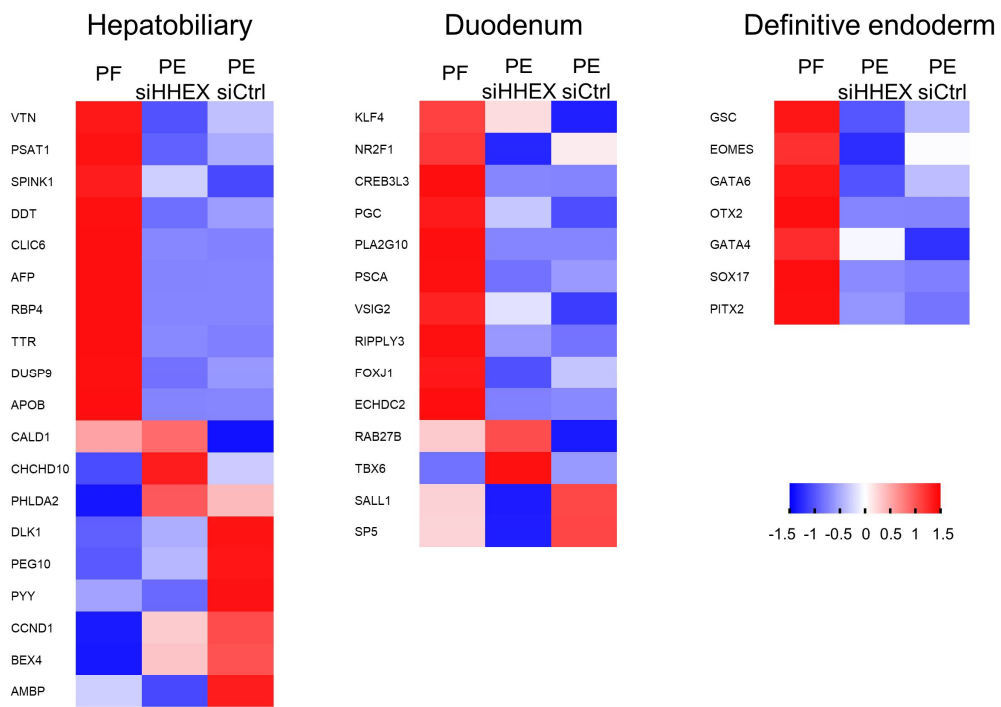 Hepatobiliary
PF
PE
siHHEX
PE
siCtrl
VTN
PSAT1
SPINK1
DDT
CLIC6
AFP
RBP4
TTR
DUSP9
APOB
CALD1
CHCHD10
PHLDA2
DLK1
PEG10
PYY
CCND1
BEX4
AMBP
Duodenum
PF
PE
siHHEX
PE
siCtrl
KLF4
NR2F1
CREB3L3
PGC
PLA2G10
PSCA
VSIG2
RIPPLY3
FOXJ1
ECHDC2
RAB27B
TBX6
SALL1
SP5
Definitive endoderm
PF
PE
siHHEX
PE
siCtrl
GSC
EOMES
GATA6
OTX2
GATA4
SOX17
PITX2
-1.5 -1 -0.5 0 0.5 1 1.5